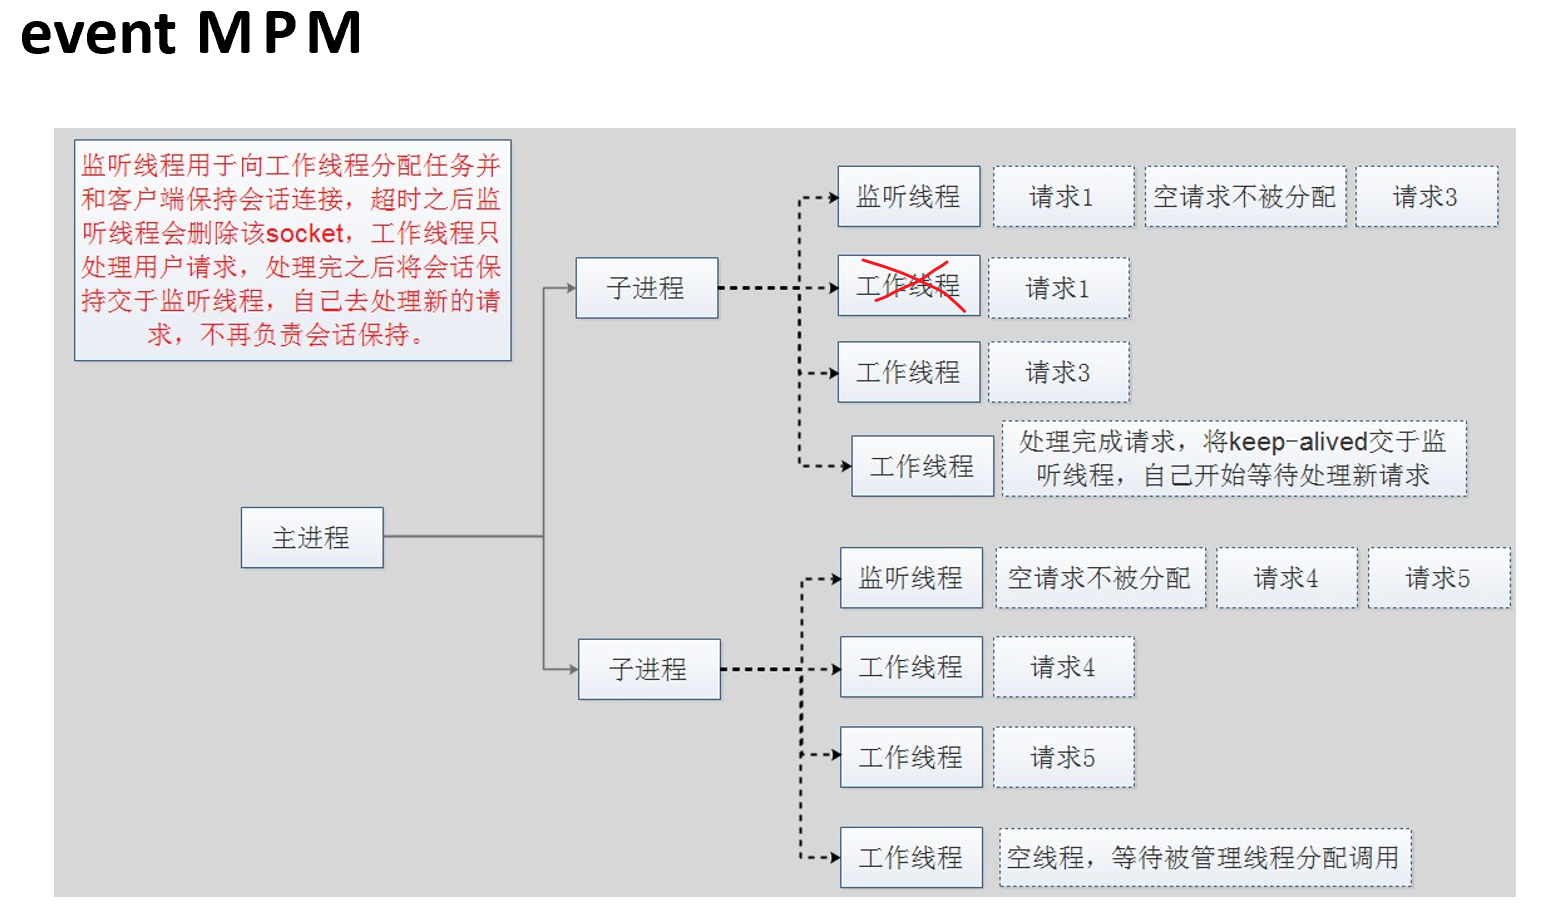 event MPM
监听线程用于向工作线程分配任务并
和客户端保持会话连接，超时之后监
听线程会删除该socket，工作线程只
处理用户请求，处理完之后将会话保
持交于监听线程，自己去处理新的请
求，不再负责会话保持。
监听线程 请求1 空请求不被分配 请求3
子进程
工作线程 请求1
工作线程 请求3
工作线程
处理完成请求，将keep-alived交于监
听线程，自己开始等待处理新请求
主进程
监听线程 空请求不被分配 请求4 请求5
子进程
工作线程 请求4
工作线程 请求5
工作线程 空线程，等待被管理线程分配调用